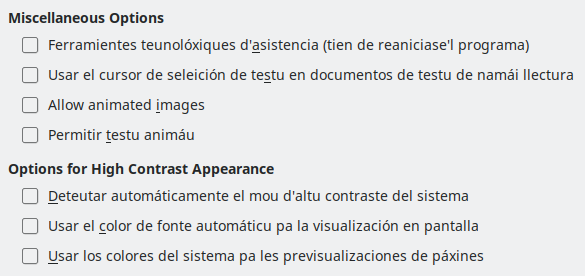 Miscellaneous Options
Ferramientes teunolóxiques d'asistencia (tien de reaniciase'l programa)
Usar el cursor de seleición de testu en documentos de testu de namái llectura
Allow animated images
Permitir testu animáu
Options for High Contrast Appearance
Deteutar automáticamente el mou d'altu contraste del sistema
Usar el color de fonte automáticu pa la visualización en pantalla
Usar los colores del sistema pa les previsualizaciones de páxines